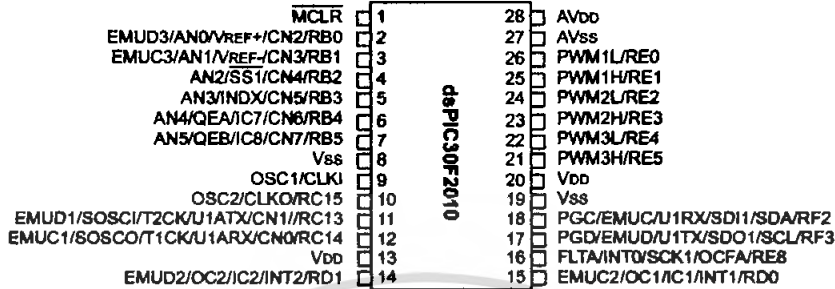 MCLR 1 28 AVDD
EMUD3/AN0/VREF+/CN2/RB0 2 27 AVSS
EMUC3/AN1/VREF-/CN3/RB1 3 26 PWM1L/RE0
AN2/SS1/CN4/RB2 4 25 PWM1H/RE1
AN3/INDX/CN5/RB3 5 24 PWM2L/RE2
AN4/QEA/IC7/CN6/RB4 6 23 PWM2H/RE3
AN5/QEB/IC8/CN7/RB5 7 22 PWM3L/RE4
VSS 8 21 PWM3H/RE5
OSC1/CLKI 9 20 VDD
OSC2/CLKO/RC15 10 19 VSS
EMUD1/SOSCI/T2CK/U1ATX/CN1//RC13 11 18 PGC/EMUC/U1RX/SDI1/SDA/RF2
EMUC1/SOSCO/T1CK/U1ARX/CN0/RC14 12 17 PGD/EMUD/U1TX/SDO1/SCL/RF3
VDD 13 16 FLTA/INT0/SCK1/OCFA/RE8
EMUD2/OC2/IC2/INT2/RD1 14 15 EMUC2/OC1/IC1/INT1/RD0
dsPIC30F2010